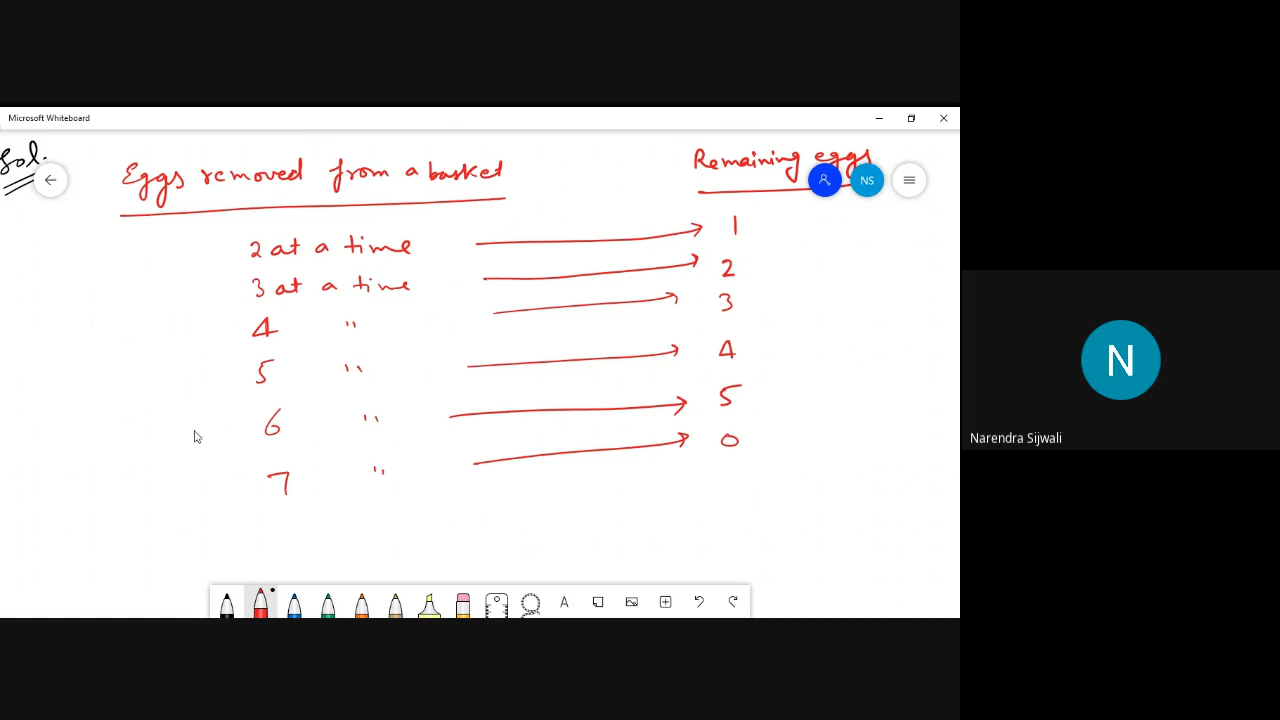 Microsoft Whiteboard
Sol.
Eggs removed from a basket Remaining eggs
NS
2 at a time → 1
3 at a time → 2
4 " → 3
5 " → 4
6 " → 5
7 " → 0
N
Narendra Sijwali
A